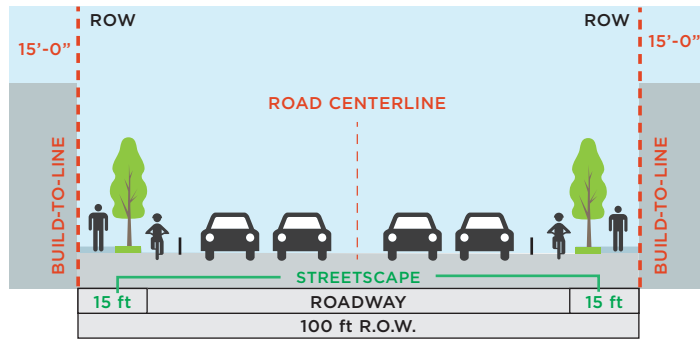 ROW
ROW
15’-0”
15’-0”
ROAD CENTERLINE
BUILD-TO-LINE
BUILD-TO-LINE
STREETSCAPE
15 ft
ROADWAY
15 ft
100 ft R.O.W.